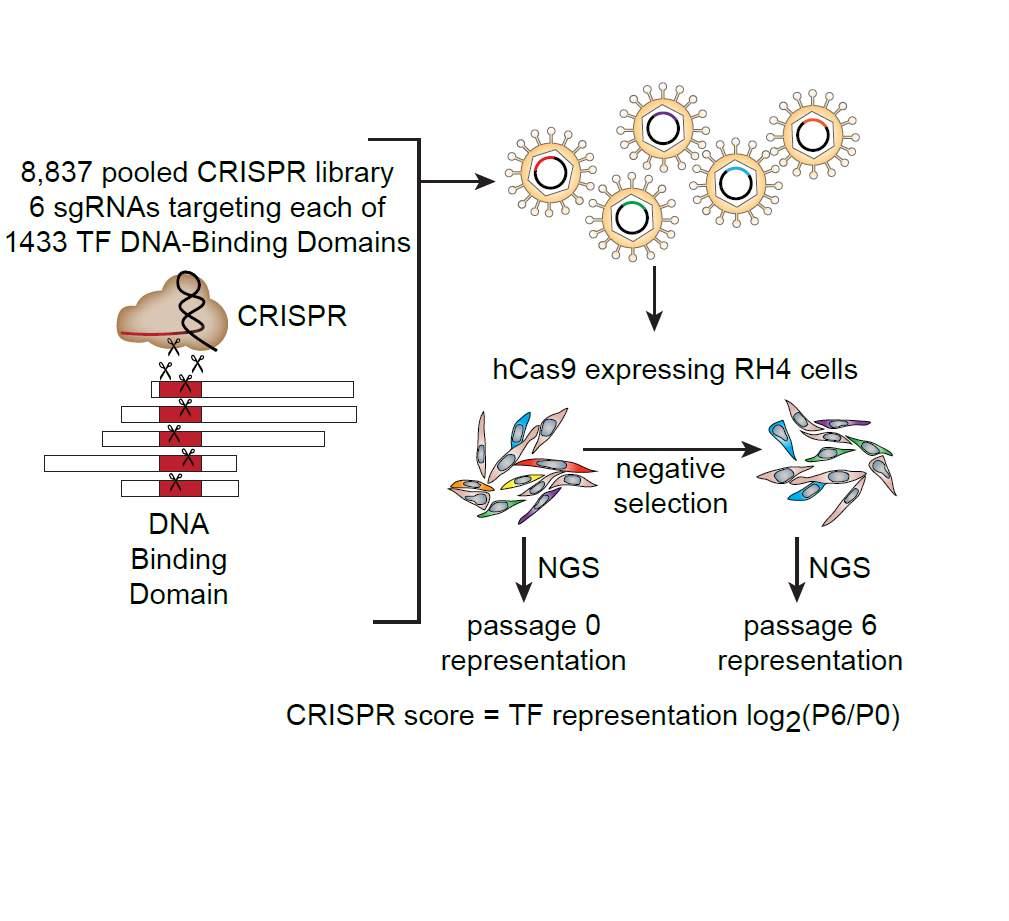 8,837 pooled CRISPR library
6 sgRNAs targeting each of
1433 TF DNA-Binding Domains
CRISPR
DNA
Binding
Domain
hCas9 expressing RH4 cells
negative
selection
NGS
NGS
passage 0
representation
passage 6
representation
CRISPR score = TF representation log2(P6/P0)